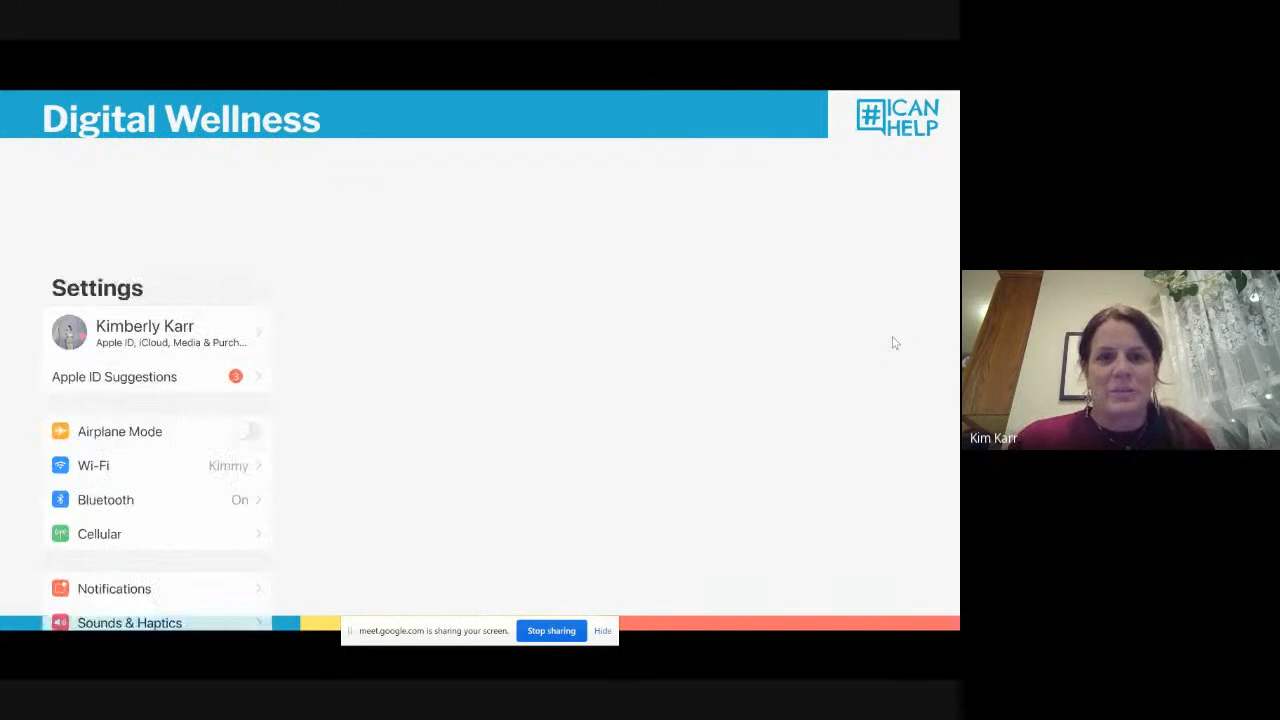 Digital Wellness
#ICAN
HELP
Settings
Kimberly Karr
Apple ID, iCloud, Media & Purch...
Apple ID Suggestions 3
Airplane Mode
Wi-Fi Kimmy
Bluetooth On
Cellular
Notifications
Sounds & Haptics
meet.google.com is sharing your screen. Stop sharing Hide
Kim Karr